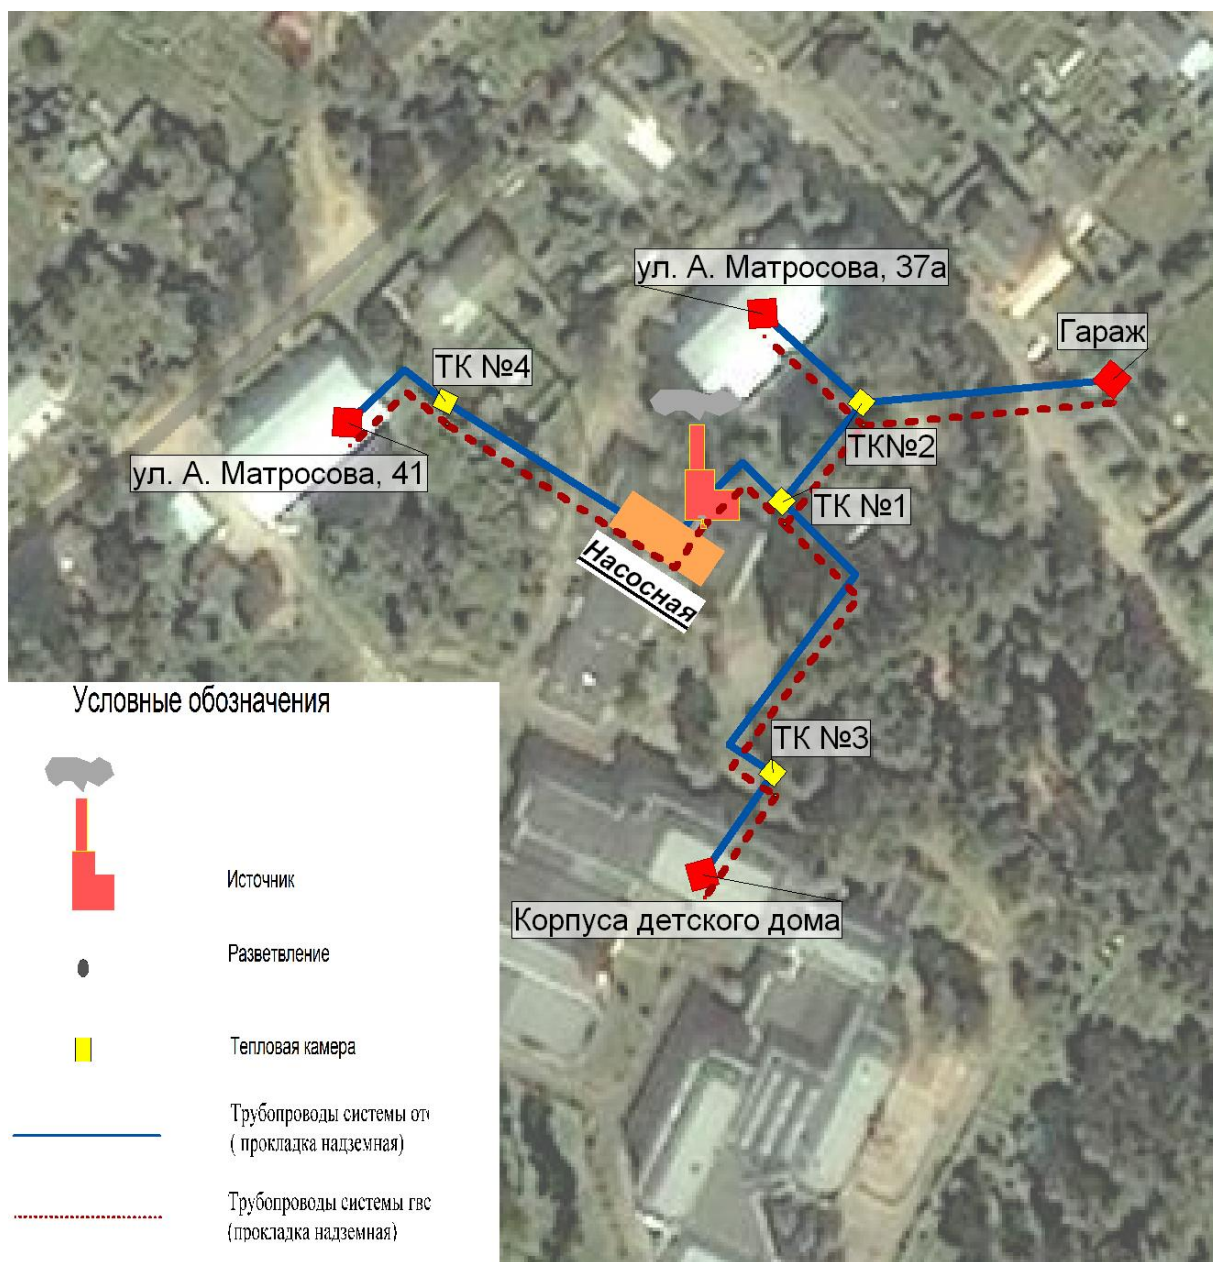 ул. А. Матросова, 37а
Гараж
ТК №4
ТК№2
ул. А. Матросова, 41
ТК №1
Насосная
ТК №3
Корпуса детского дома
Условные обозначения
Источник
Разветвление
Тепловая камера
Трубопроводы системы от
( прокладка надземная)
Трубопроводы системы гвс
(прокладка надземная)